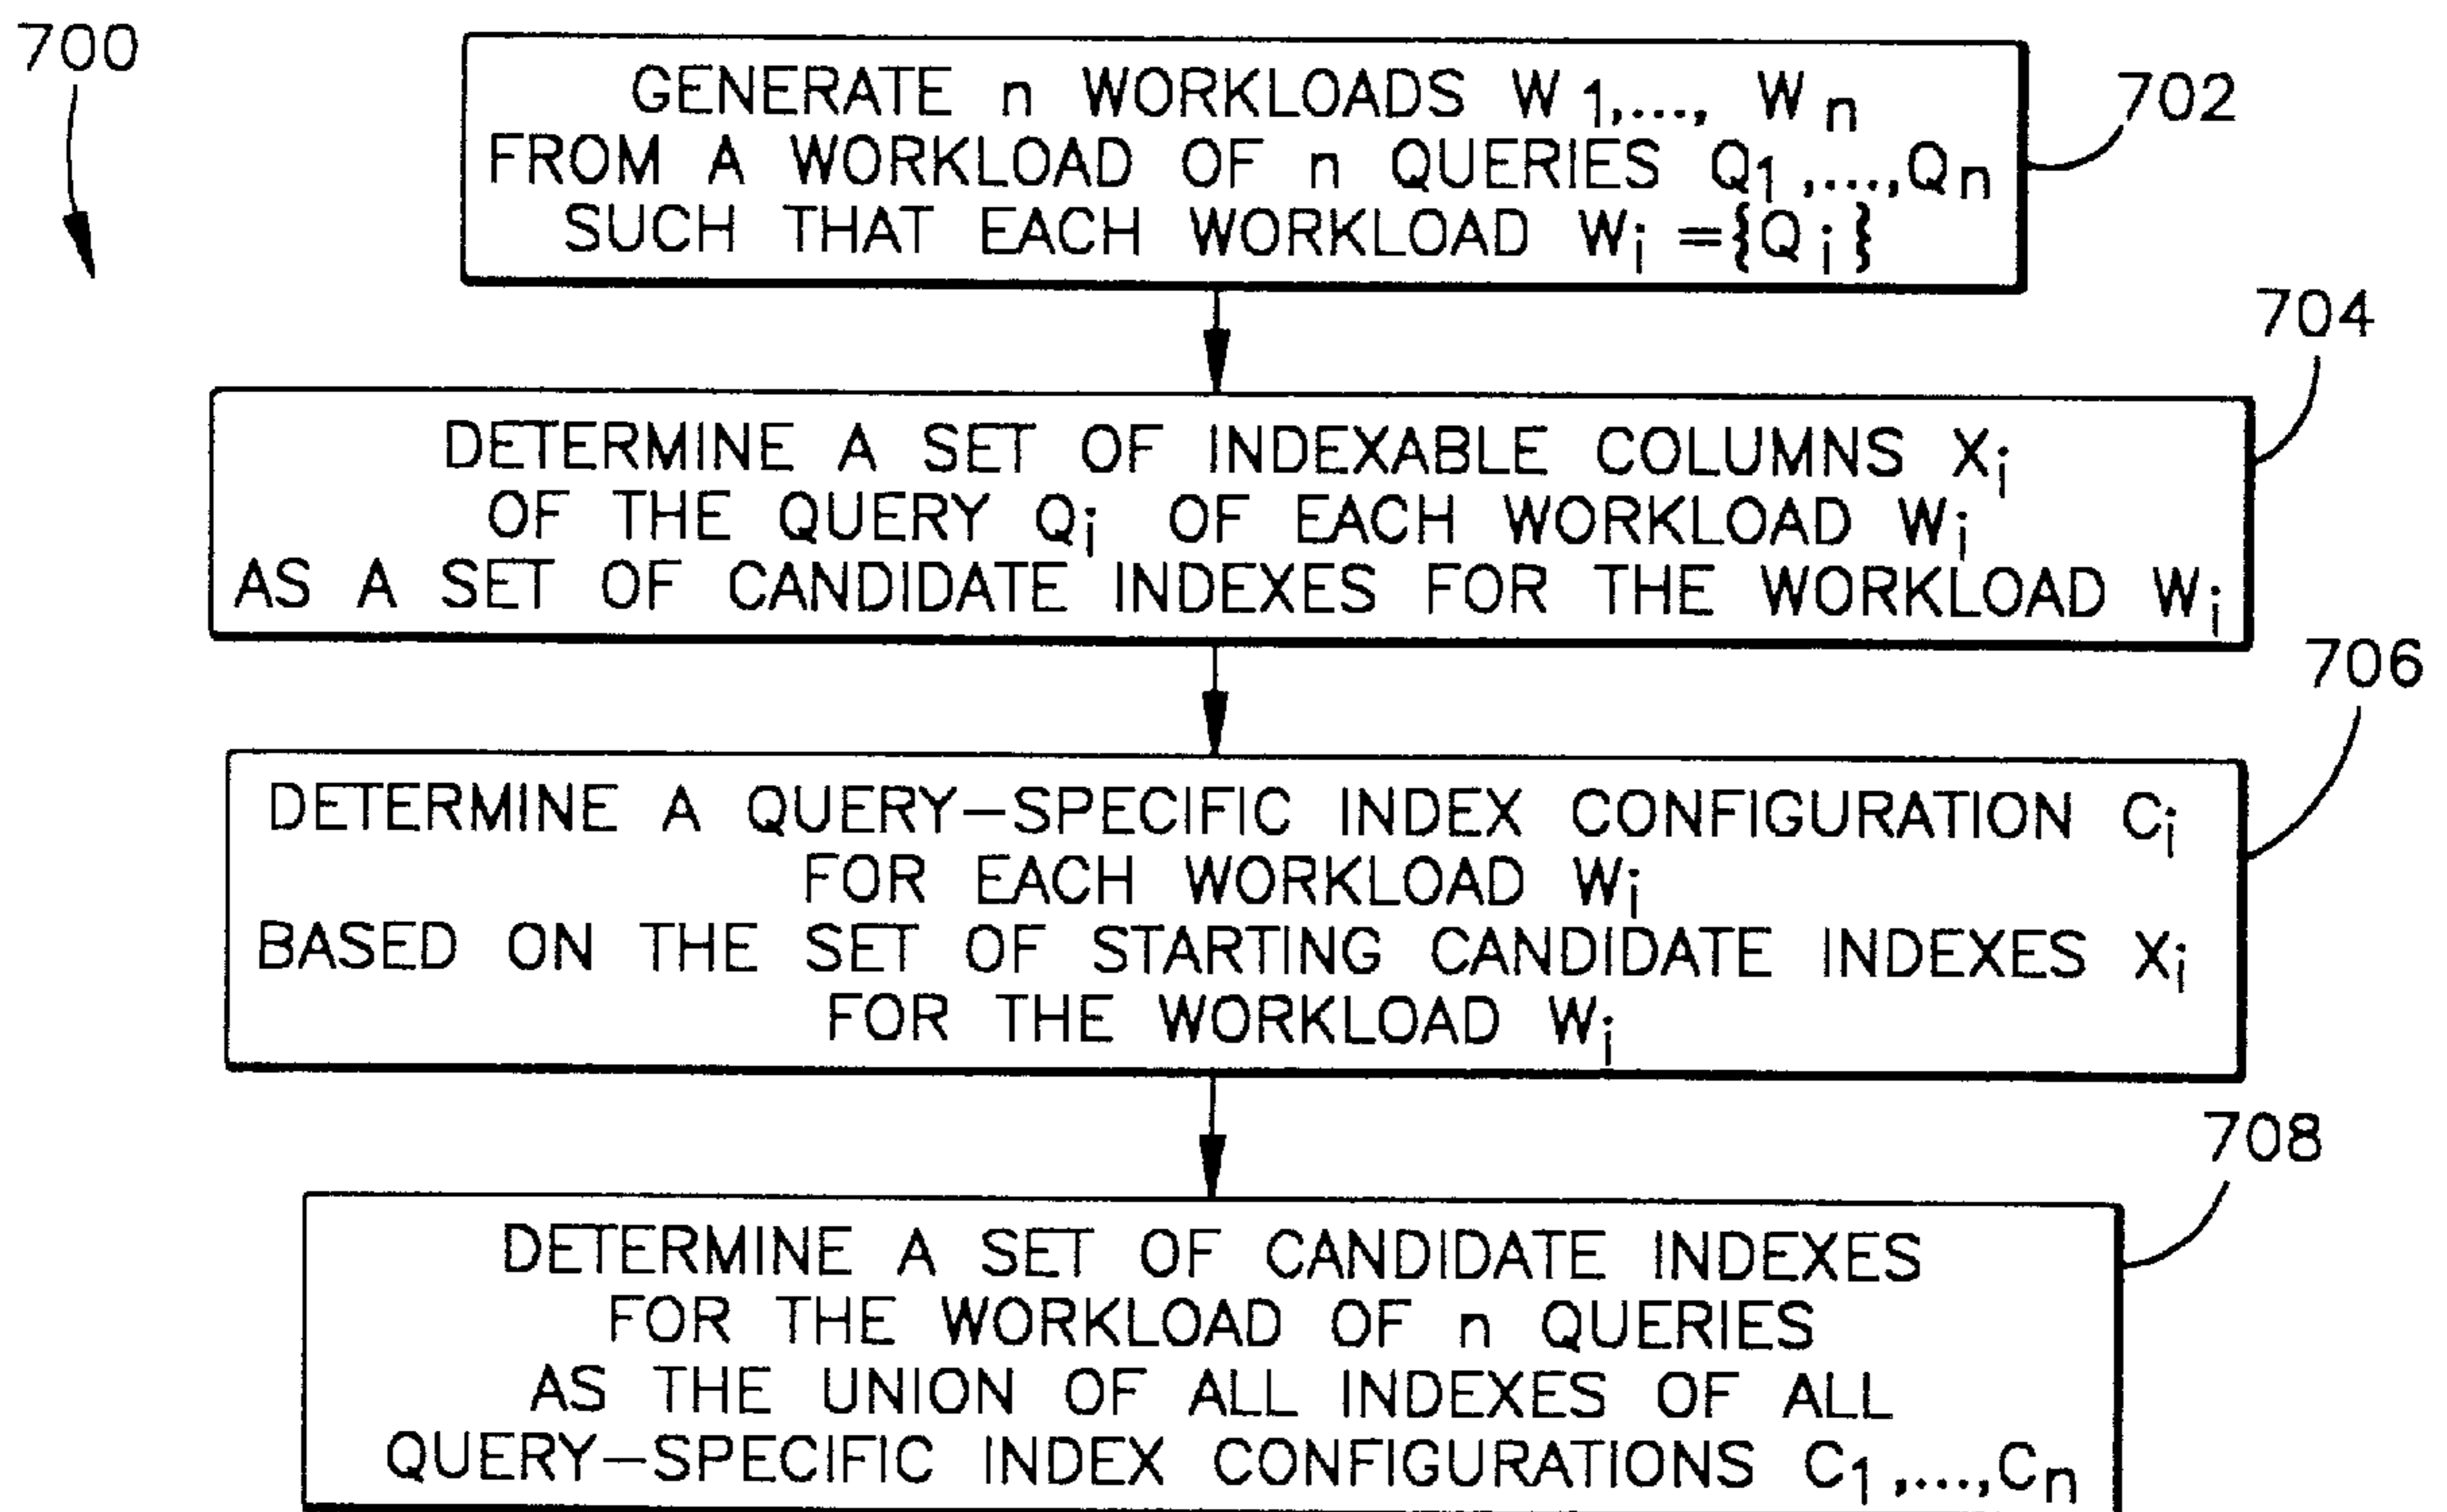 700
GENERATE n WORKLOADS W1,..., Wn
FROM A WORKLOAD OF n QUERIES Q1,...,Qn
SUCH THAT EACH WORKLOAD Wi ={Qi}
702
704
DETERMINE A SET OF INDEXABLE COLUMNS Xi
OF THE QUERY Qi OF EACH WORKLOAD Wi
AS A SET OF CANDIDATE INDEXES FOR THE WORKLOAD Wi
706
DETERMINE A QUERY–SPECIFIC INDEX CONFIGURATION Ci
FOR EACH WORKLOAD Wi
BASED ON THE SET OF STARTING CANDIDATE INDEXES Xi
FOR THE WORKLOAD Wi
708
DETERMINE A SET OF CANDIDATE INDEXES
FOR THE WORKLOAD OF n QUERIES
AS THE UNION OF ALL INDEXES OF ALL
QUERY–SPECIFIC INDEX CONFIGURATIONS C1,...,Cn